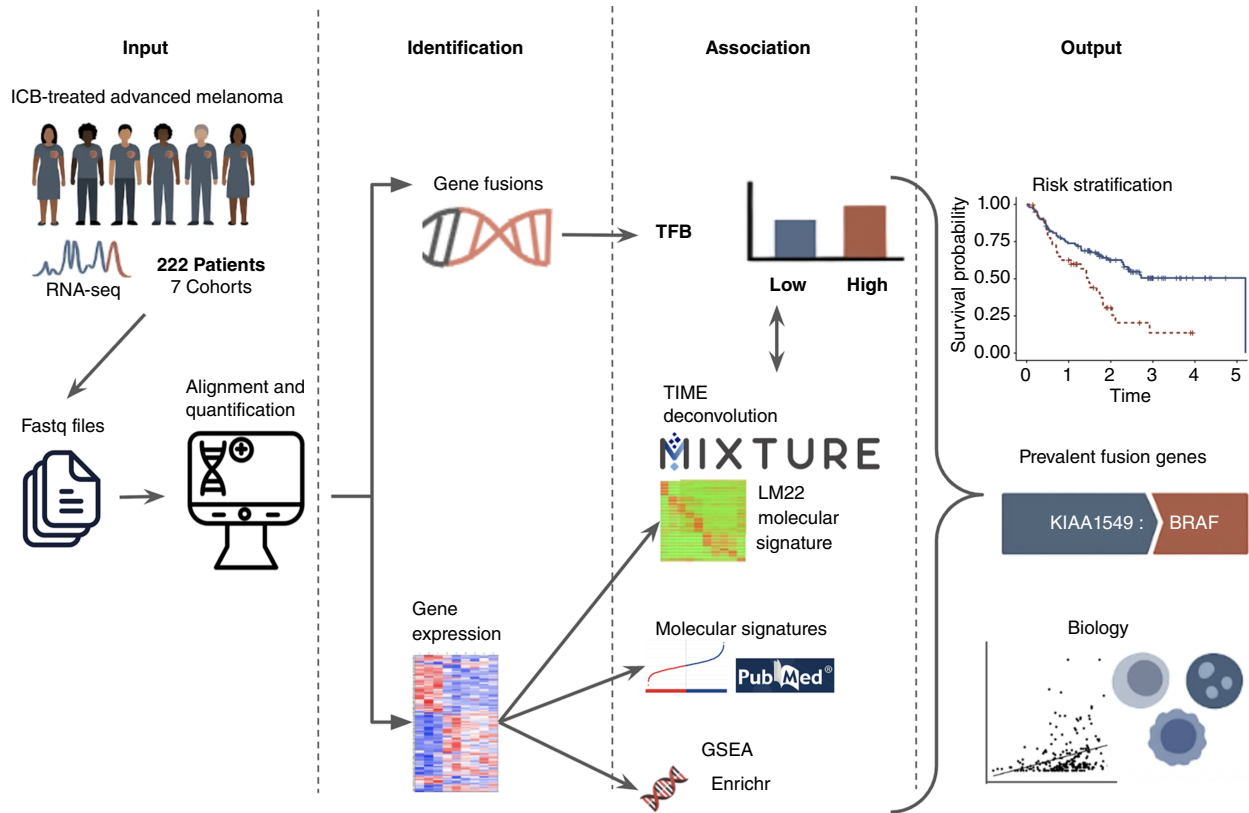 Input
Identification
Association
Output
ICB-treated advanced melanoma
RNA-seq
222 Patients
7 Cohorts
Fastq files
Alignment and
quantification
Gene fusions
Gene
expression
TFB
Low
High
TIME
deconvolution
MIXTURE
LM22
molecular
signature
Molecular signatures
PubMed®
GSEA
Enrichr
Risk stratification
Survival probability
1.00
0.75
0.50
0.25
0.00
0 1 2 3 4 5
Time
Prevalent fusion genes
KIAA1549 : BRAF
Biology